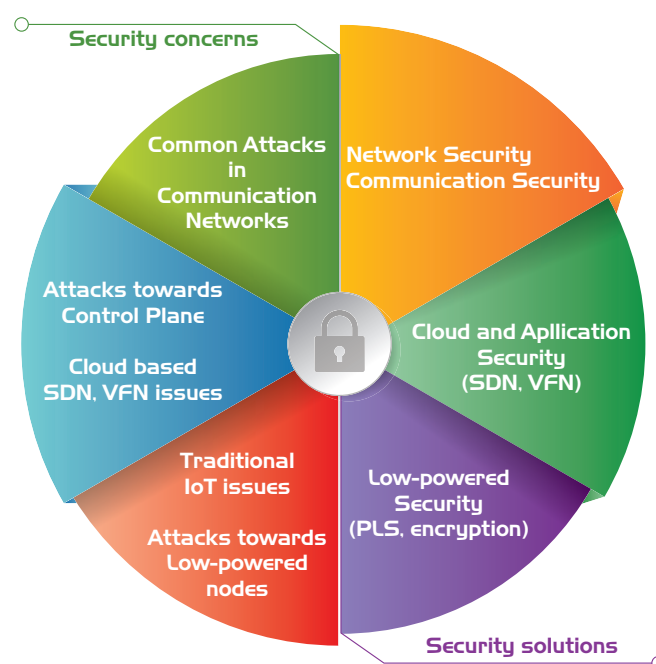 Security concerns
Common Attacks
in
Communication
Networks
Network Security
Communication Security
Attacks towards
Control Plane
Cloud based
SDN, VFN issues
Cloud and Apllication
Security
(SDN, VFN)
Traditional
IoT issues
Attacks towards
Low-powered
nodes
Low-powered
Security
(PLS, encryption)
Security solutions